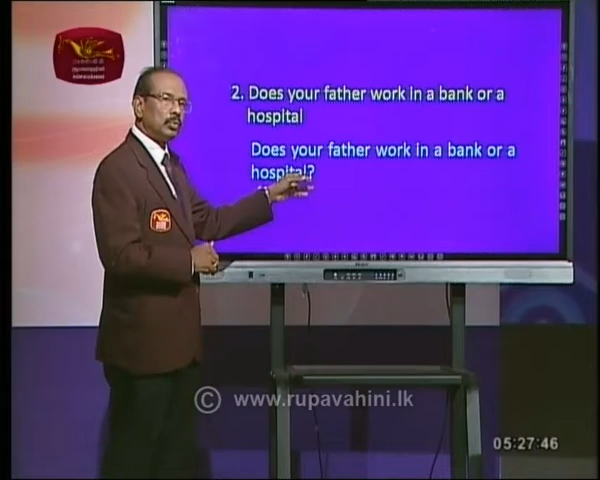 2. Does your father work in a bank or a
hospital
Does your father work in a bank or a
hospital?
© www.rupavahini.lk
05:27:46